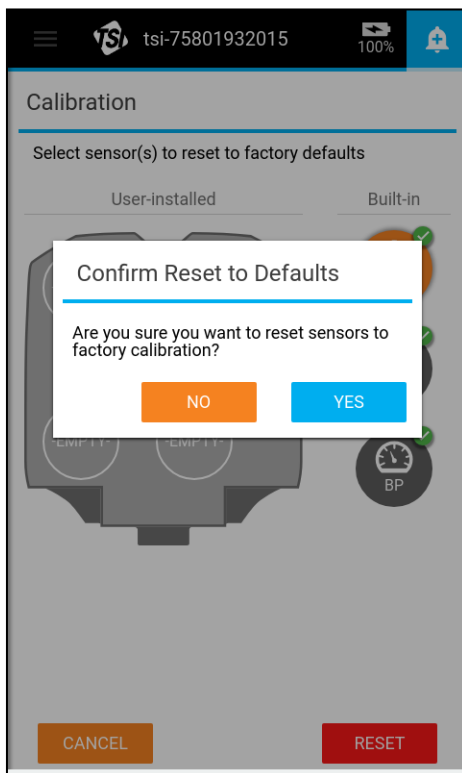 TSI tsi-75801932015 100%
Calibration
Select sensor(s) to reset to factory defaults
User-installed Built-in
Confirm Reset to Defaults
Are you sure you want to reset sensors to
factory calibration?
NO YES
-EMPTY- -EMPTY-
BP
CANCEL RESET